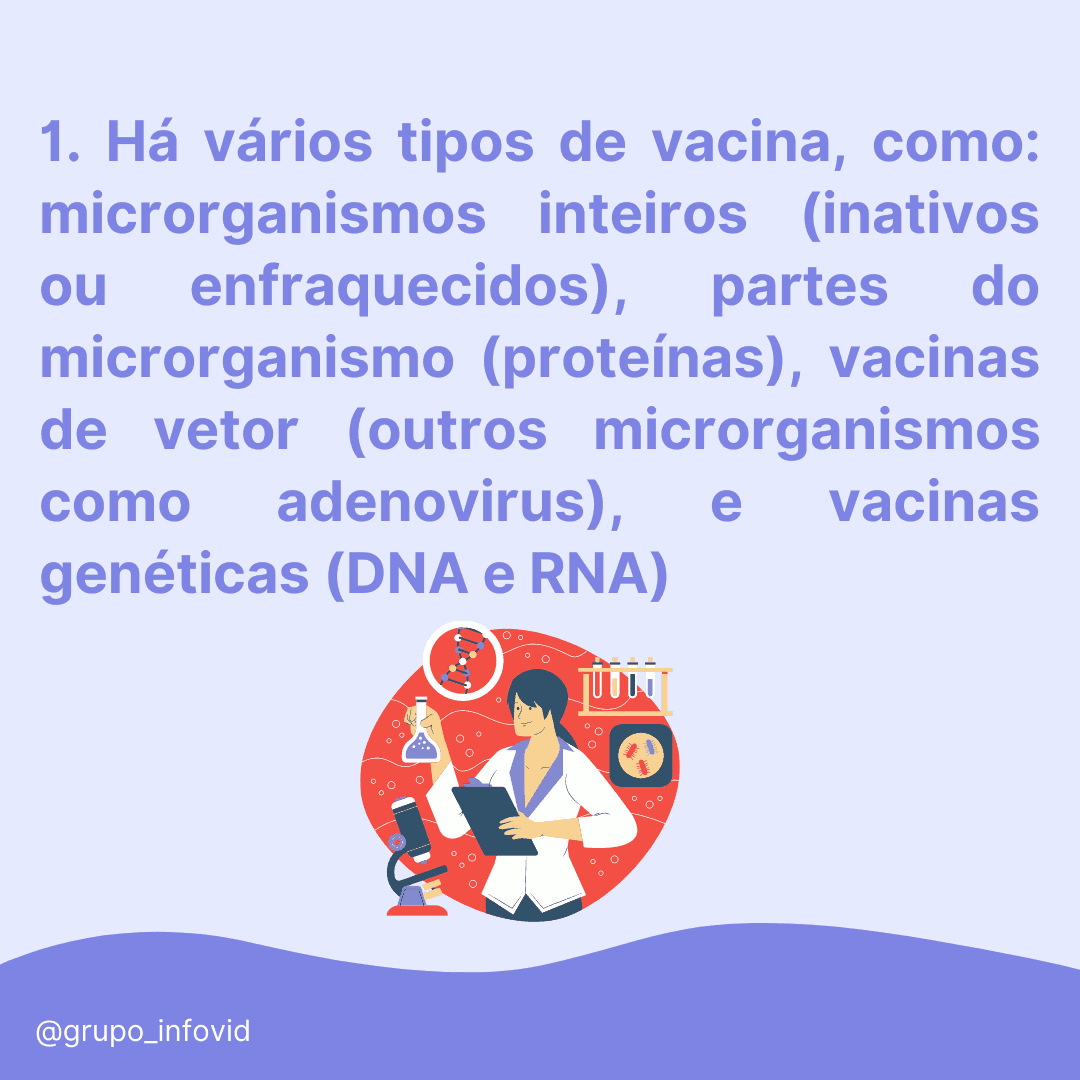 1. Há vários tipos de vacina, como:
microrganismos inteiros (inativos
ou enfraquecidos), partes do
microrganismo (proteínas), vacinas
de vetor (outros microrganismos
como adenovirus), e vacinas
genéticas (DNA e RNA)
@grupo_infovid